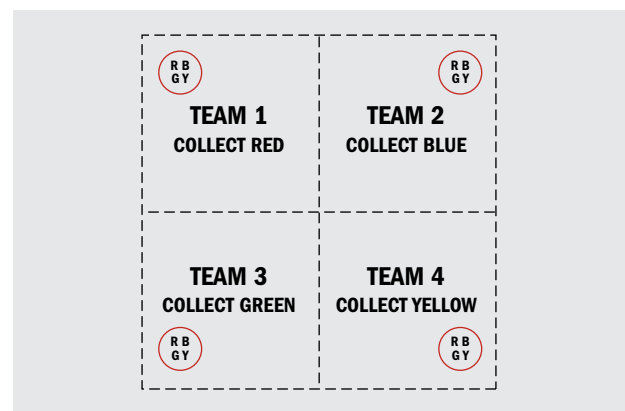 R B
G Y
R B
G Y
TEAM 1
COLLECT RED
TEAM 2
COLLECT BLUE
TEAM 3
COLLECT GREEN
TEAM 4
COLLECT YELLOW
R B
G Y
R B
G Y